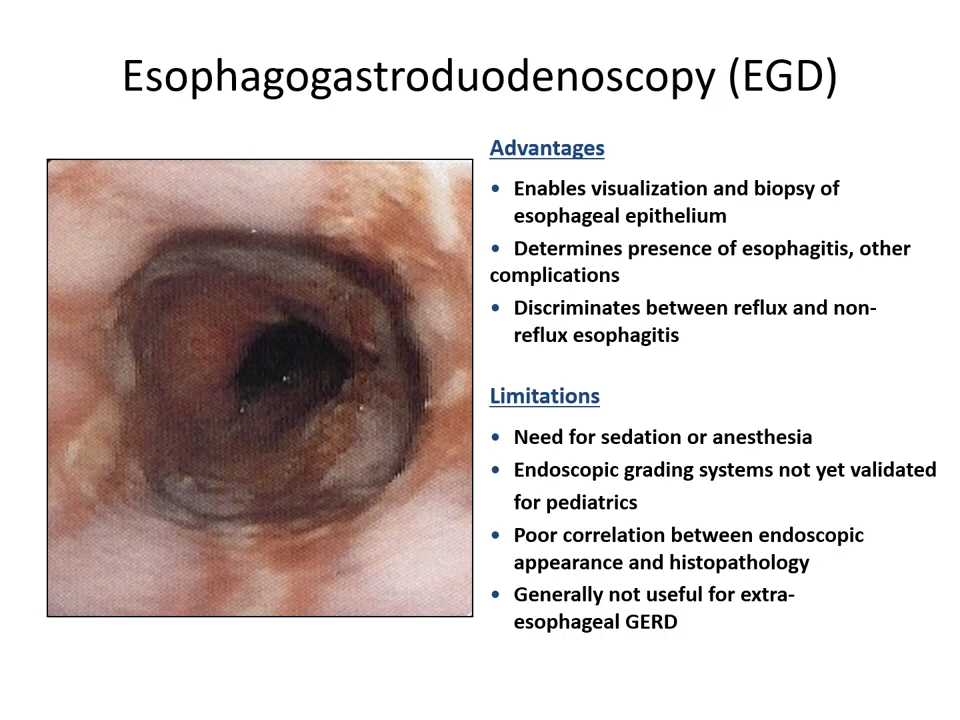 Esophagogastroduodenoscopy (EGD)
Advantages
• Enables visualization and biopsy of
esophageal epithelium
• Determines presence of esophagitis, other
complications
• Discriminates between reflux and non-
reflux esophagitis
Limitations
• Need for sedation or anesthesia
• Endoscopic grading systems not yet validated
for pediatrics
• Poor correlation between endoscopic
appearance and histopathology
• Generally not useful for extra-
esophageal GERD